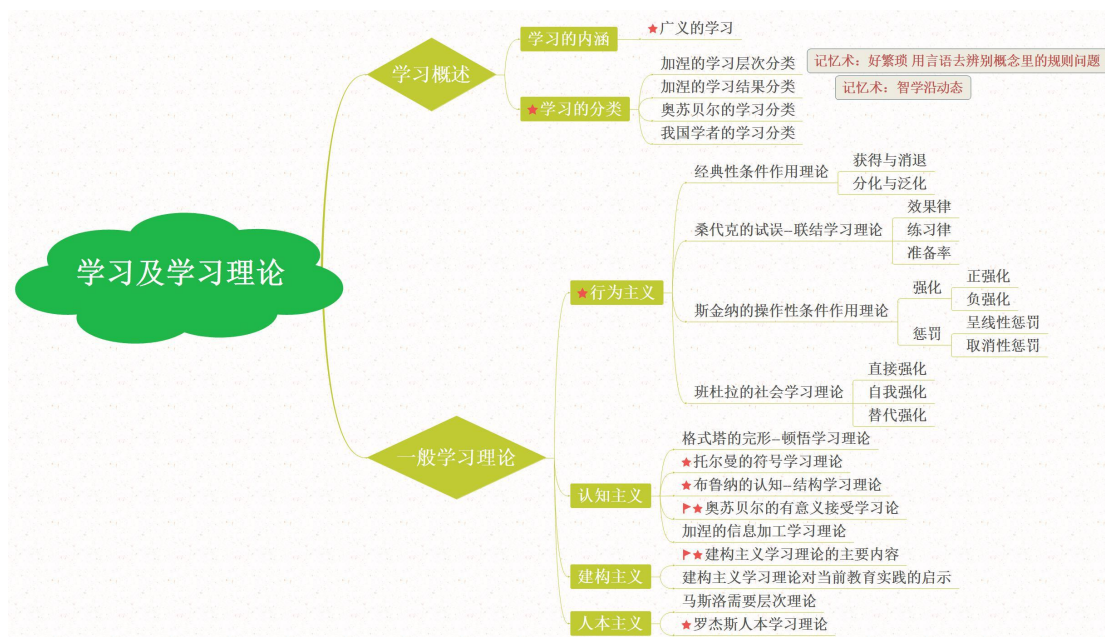 学习及学习理论
学习概述
学习的内涵
★广义的学习
★学习的分类
加涅的学习层次分类
记忆术：好繁琐 用言语去辨别概念里的规则问题
加涅的学习结果分类
记忆术：智学沿动态
奥苏贝尔的学习分类
我国学者的学习分类
一般学习理论
★行为主义
经典性条件作用理论
获得与消退
分化与泛化
桑代克的试误–联结学习理论
效果律
练习律
准备率
斯金纳的操作性条件作用理论
强化
正强化
负强化
惩罚
呈线性惩罚
取消性惩罚
班杜拉的社会学习理论
直接强化
自我强化
替代强化
认知主义
格式塔的完形–顿悟学习理论
★托尔曼的符号学习理论
★布鲁纳的认知–结构学习理论
★奥苏贝尔的有意义接受学习论
加涅的信息加工学习理论
建构主义
★建构主义学习理论的主要内容
建构主义学习理论对当前教育实践的启示
人本主义
马斯洛需要层次理论
★罗杰斯人本学习理论